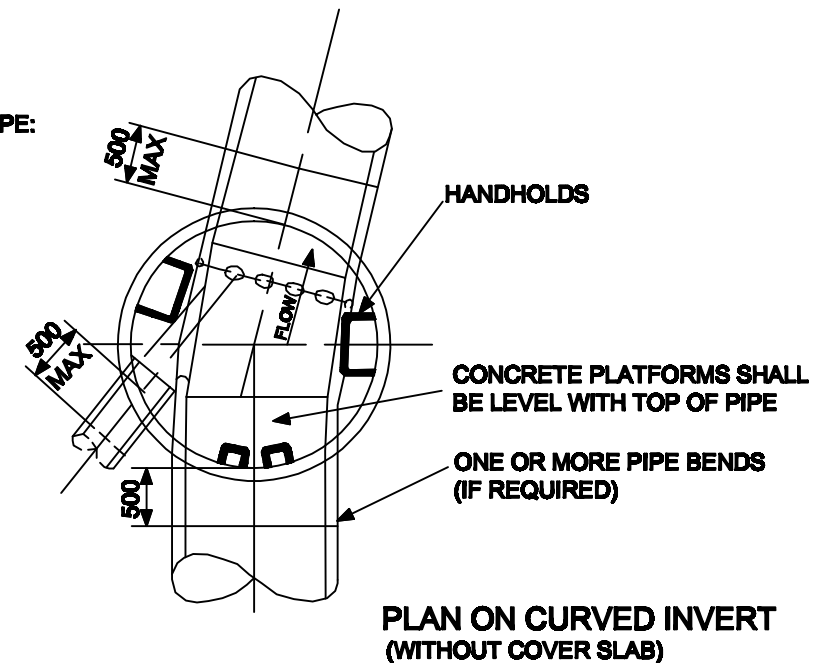 PE:
500
MAX
HANDHOLDS
FLOW
500
MAX
CONCRETE PLATFORMS SHALL
BE LEVEL WITH TOP OF PIPE
ONE OR MORE PIPE BENDS
(IF REQUIRED)
500
PLAN ON CURVED INVERT
(WITHOUT COVER SLAB)